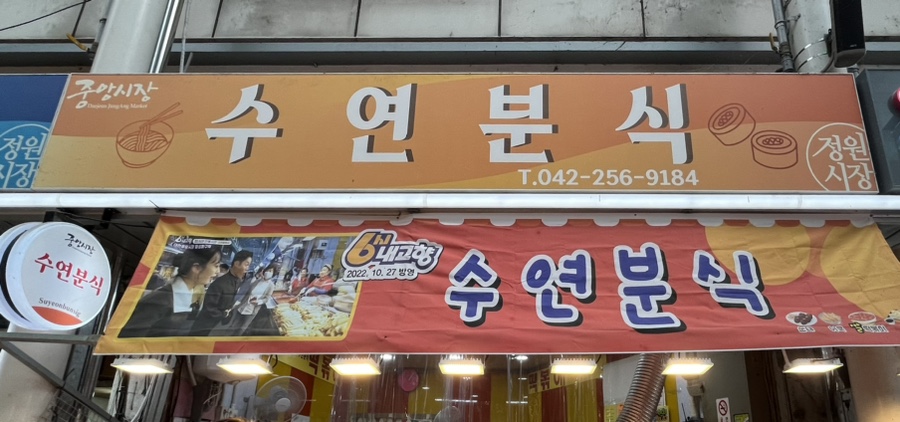 중앙시장
Daejeon Jungang Market
수연분식
T.042-256-9184
정원
시장
정원
시장
중앙시장
수연분식
Suyeonbunsig
6시
내고향
2022. 10. 27 방영
수연분식